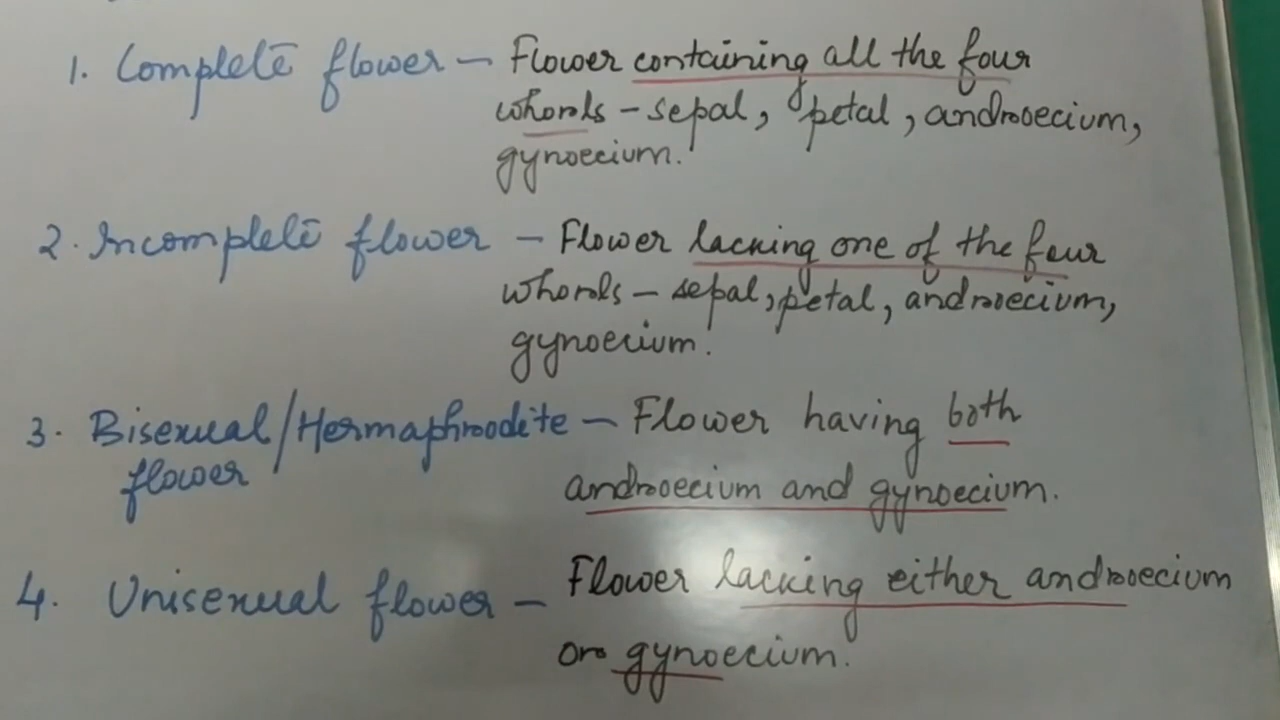 1. Complete flower – Flower containing all the four
whorls – sepal, petal, androecium,
gynoecium.
2. Incomplete flower – Flower lacking one of the four
whorls – sepal, petal, androecium,
gynoecium.
3. Bisexual/Hermaphrodite – Flower having both
flower androecium and gynoecium.
4. Unisexual flower – Flower lacking either androecium
or gynoecium.